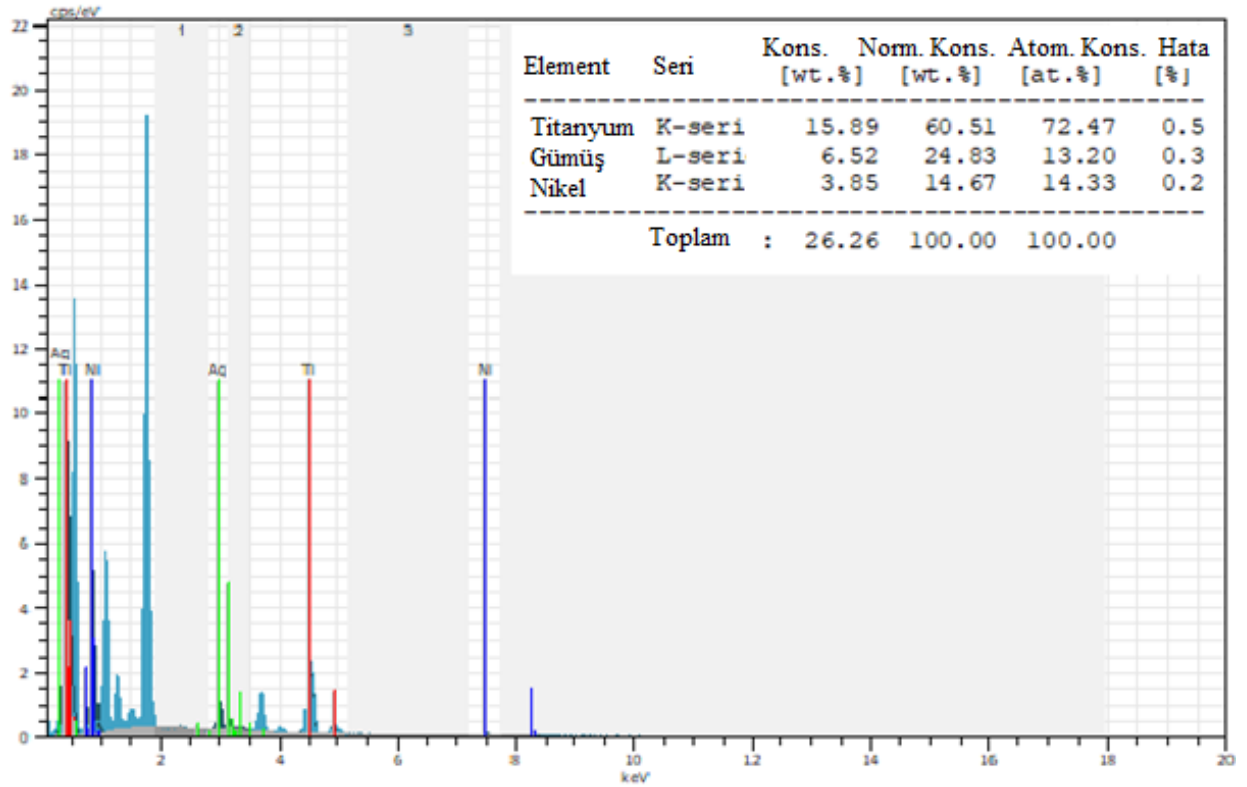 cps/eV
22
20
18
16
14
12
10
8
6
4
2
0
1 2 3
Element Seri Kons. [wt.%] Norm. Kons. [wt.%] Atom. Kons. [at.%] Hata [%]
Titanyum K-seri 15.89 60.51 72.47 0.5
Gümüş L-seri 6.52 24.83 13.20 0.3
Nikel K-seri 3.85 14.67 14.33 0.2
Toplam : 26.26 100.00 100.00
Ag
Ti Ni Ag Ti Ni
2 4 6 8 10 12 14 16 18 20
keV